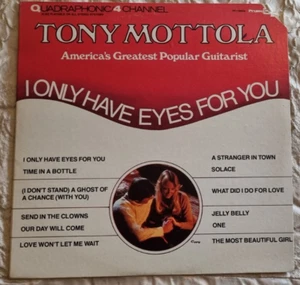 QUADRAPHONIC 4 CHANNEL
TONY MOTTOLA
America's Greatest Popular Guitarist
I ONLY HAVE EYES FOR YOU
I ONLY HAVE EYES FOR YOU
TIME IN A BOTTLE
(I DON'T STAND) A GHOST OF
A CHANCE (WITH YOU)
SEND IN THE CLOWNS
OUR DAY WILL COME
LOVE WON'T LET ME WAIT
A STRANGER IN TOWN
SOLACE
WHAT DID I DO FOR LOVE
JELLY BELLY
ONE
THE MOST BEAUTIFUL GIRL